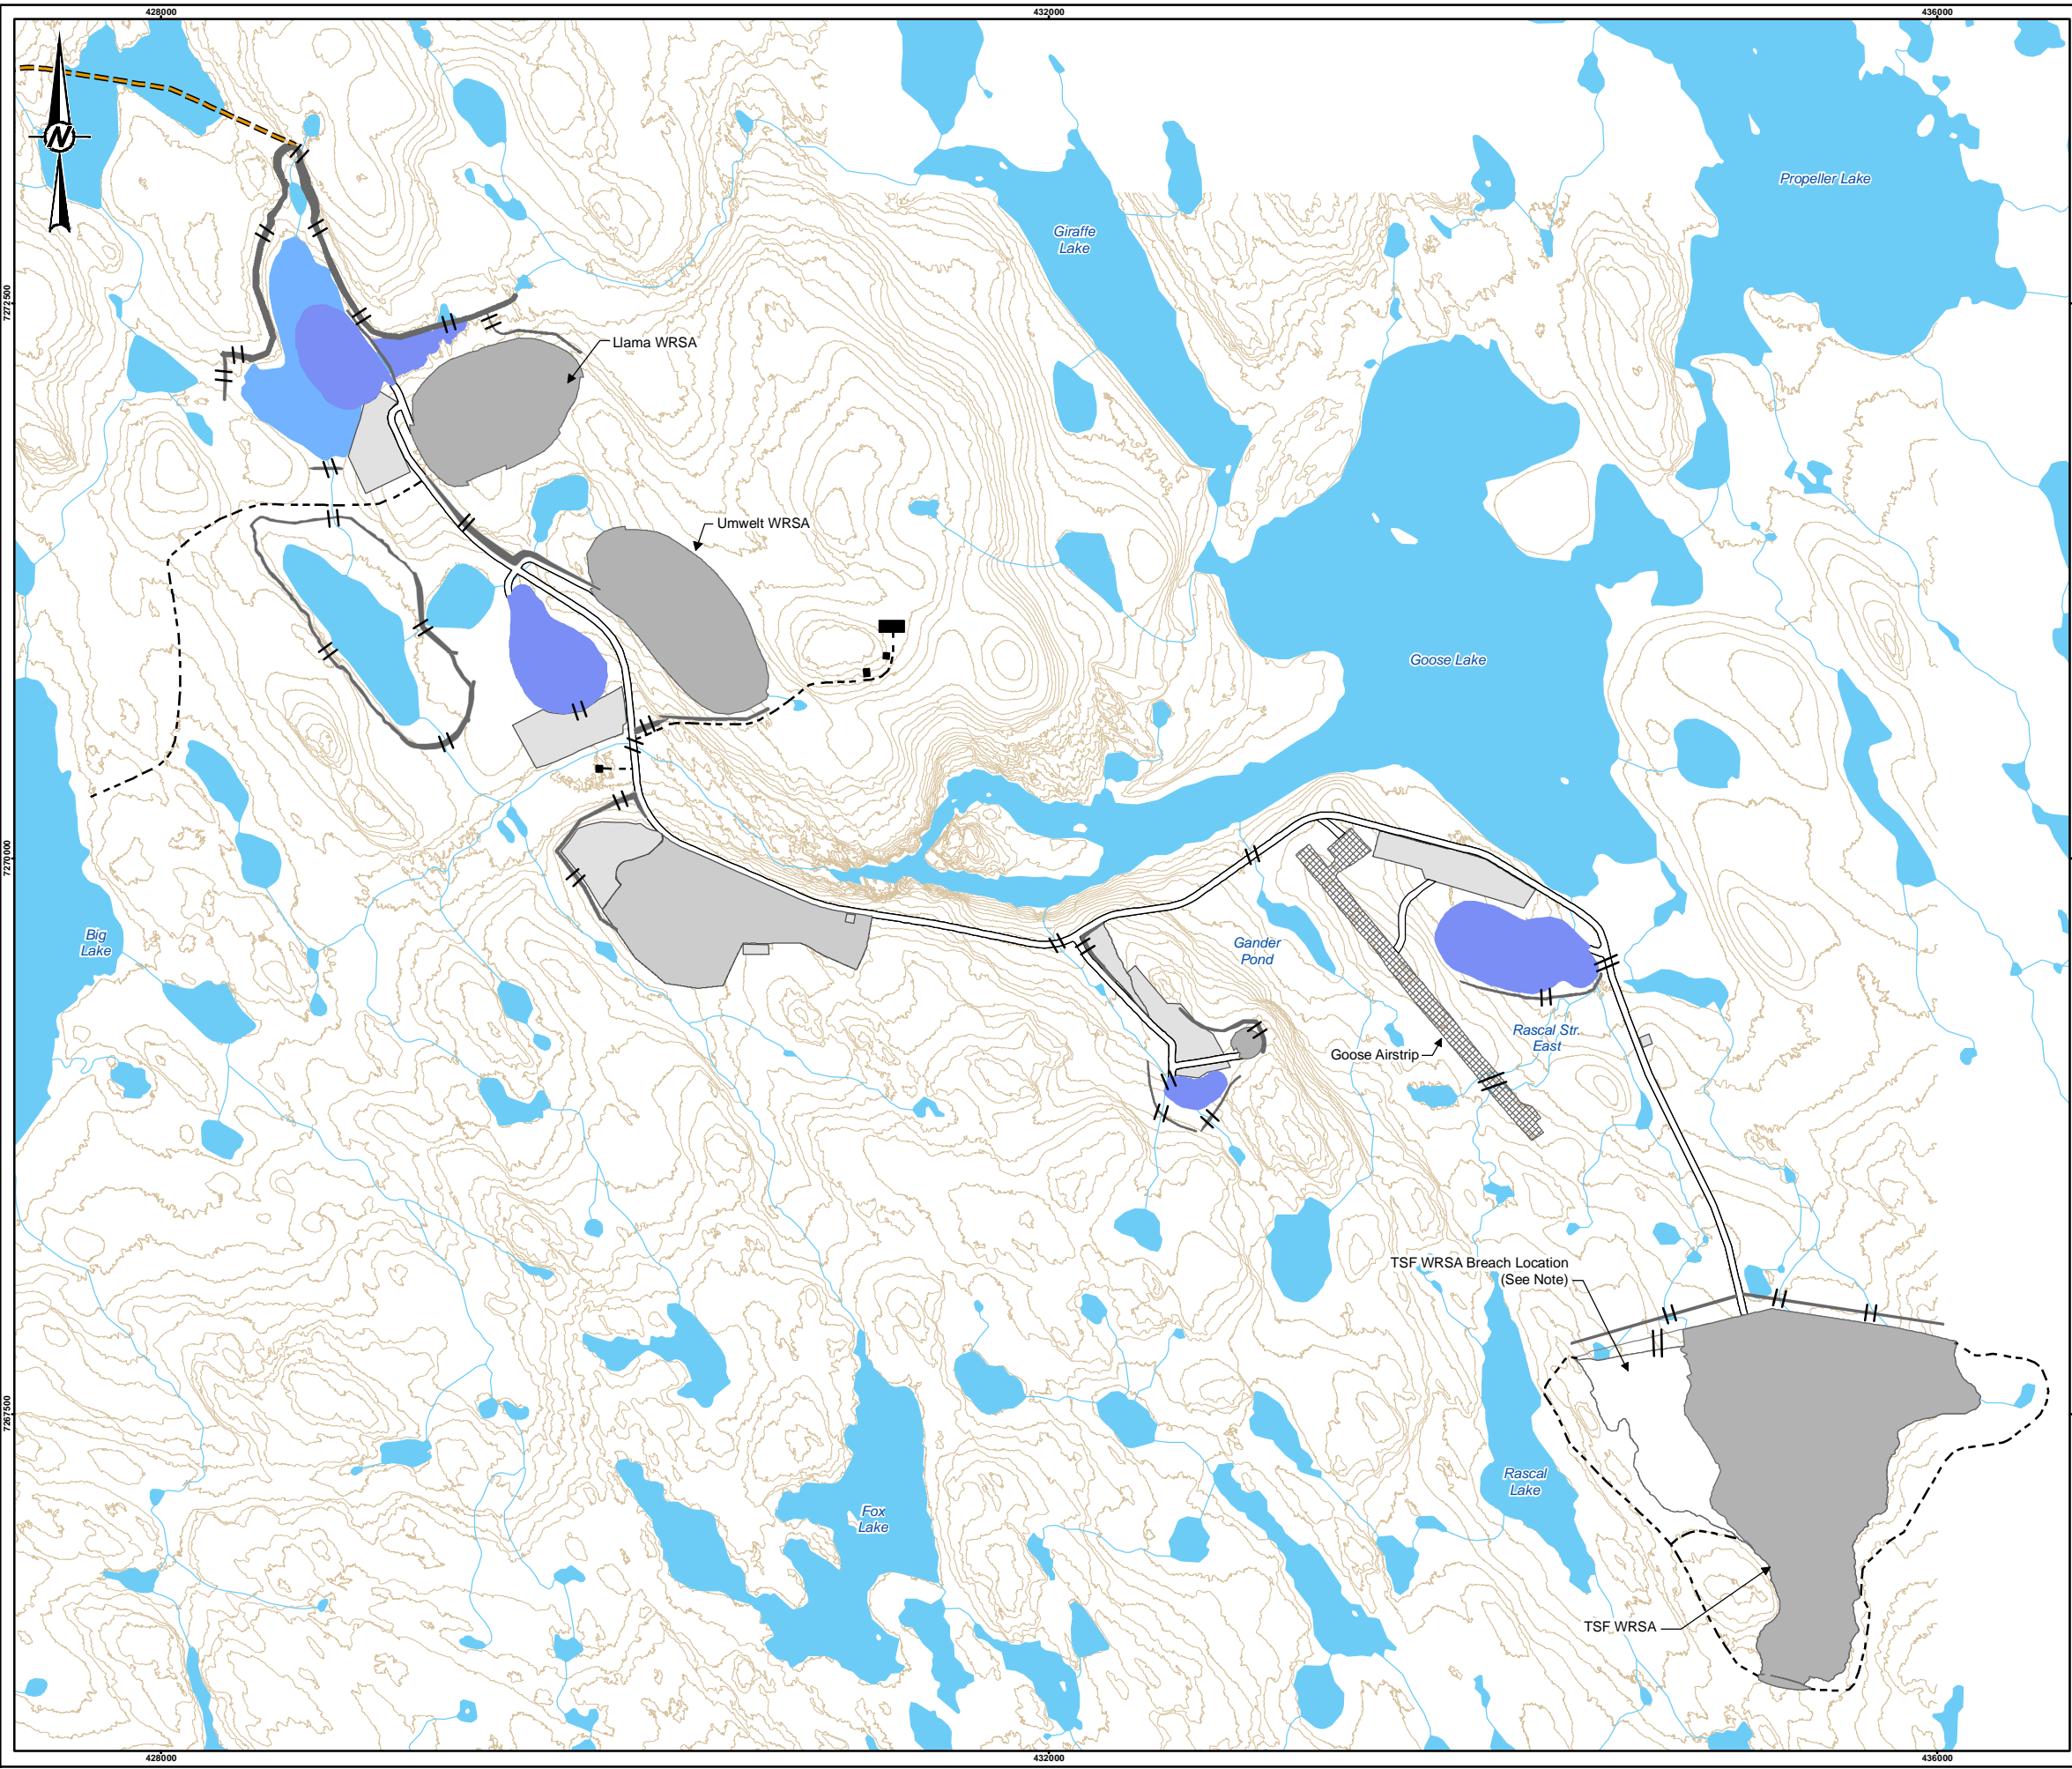 428000
432000
436000
N
Propeller Lake
Giraffe
Lake
7272500
Llama WRSA
Umwelt WRSA
Goose Lake
7270000
Big
Lake
Gander
Pond
Rascal Str.
East
Goose Airstrip
TSF WRSA Breach Location
(See Note)
7267500
Rascal
Lake
Fox
Lake
TSF WRSA
428000
432000
436000